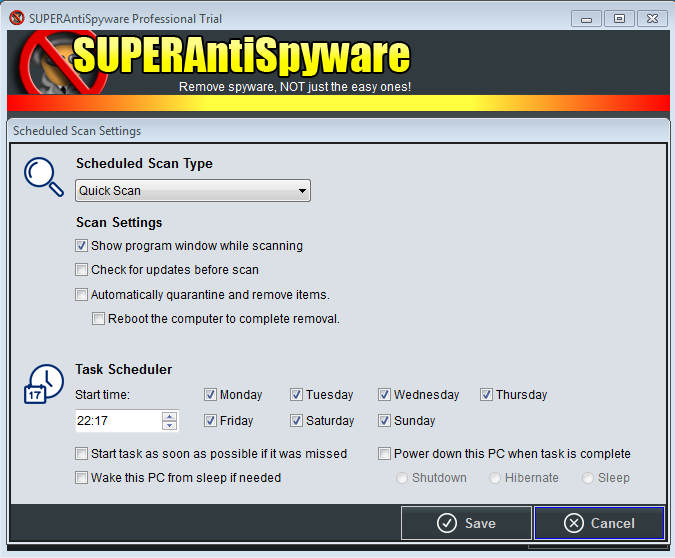 SUPERAntiSpyware Professional Trial
SUPERAntiSpyware
Remove spyware, NOT just the easy ones!
Scheduled Scan Settings
Scheduled Scan Type
Quick Scan
Scan Settings
Show program window while scanning
Check for updates before scan
Automatically quarantine and remove items.
Reboot the computer to complete removal.
17
Task Scheduler
Start time:
Monday Tuesday Wednesday Thursday
22:17
Friday Saturday Sunday
Start task as soon as possible if it was missed
Power down this PC when task is complete
Wake this PC from sleep if needed
Shutdown Hibernate Sleep
Save Cancel